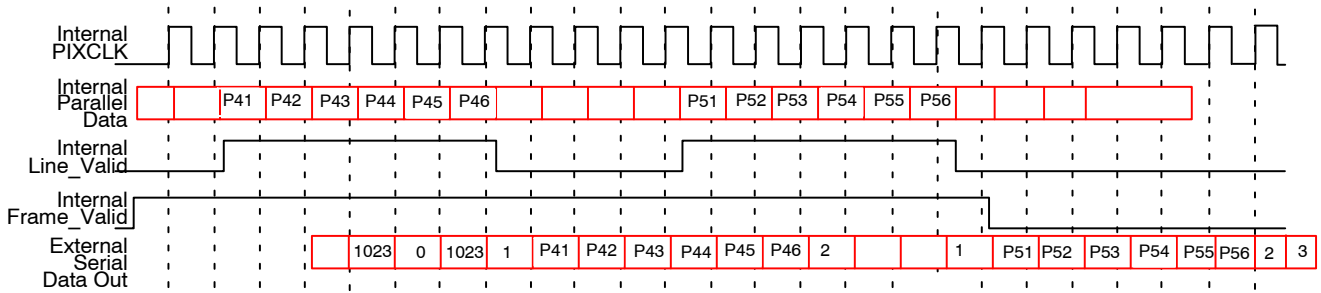 Internal
PIXCLK
Internal
Parallel
Data
P41 P42 P43 P44 P45 P46 P51 P52 P53 P54 P55 P56
Internal
Line_Valid
Internal
Frame_Valid
External
Serial
Data Out
1023 0 1023 1 P41 P42 P43 P44 P45 P46 2 1 P51 P52 P53 P54 P55 P56 2 3